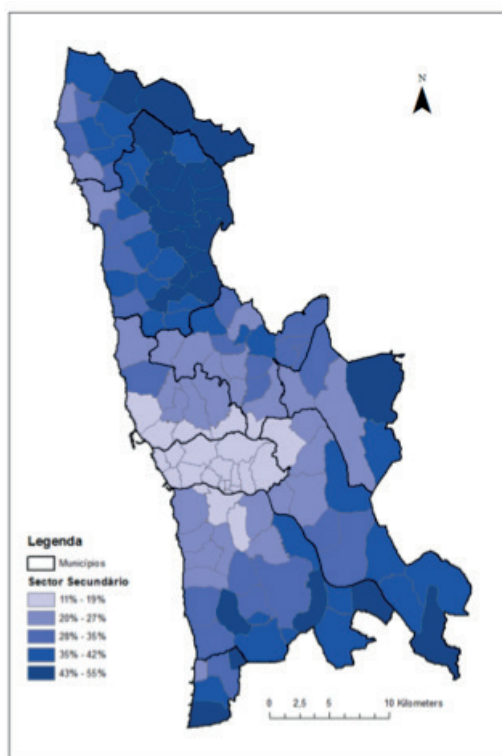 N
Legenda
Municípios
Sector Secundário
11% - 19%
20% - 27%
28% - 35%
35% - 42%
43% - 55%
0 2,5 5 10 Kilometers